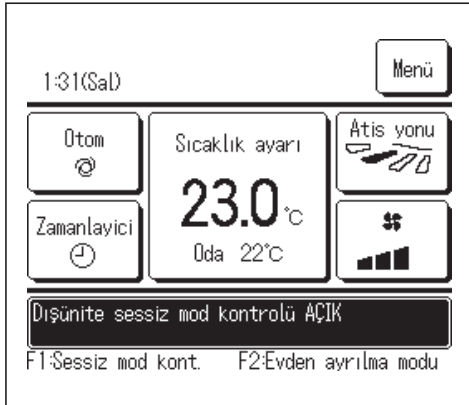 1:31(Sal)
Menü
Otom
Sıcaklık ayarı
Atis yonu
23.0°C
Zamanlayici
Oda 22°C
Dışünite sessiz mod kontrolü AÇIK
F1:Sessiz mod kont. F2:Evden ayrılma modu